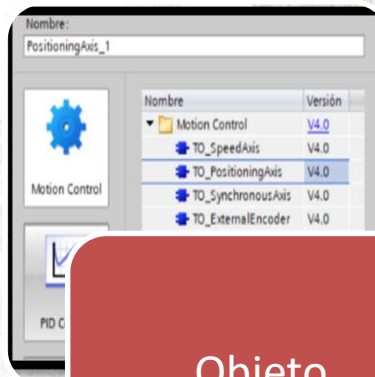 Nombre:
PositioningAxis_1
Nombre Versión
Motion Control V4.0
TO_SpeedAxis V4.0
TO_PositioningAxis V4.0
TO_SynchronousAxis V4.0
TO_ExternalEncoder V4.0
Motion Control
PID C
Objeto